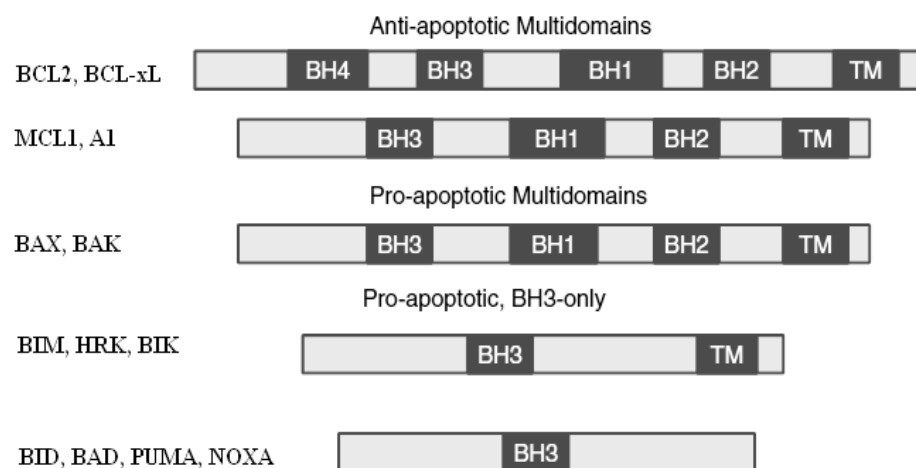 Anti-apoptotic Multidomains
BCL2, BCL-xL BH4 BH3 BH1 BH2 TM
MCL1, A1 BH3 BH1 BH2 TM
Pro-apoptotic Multidomains
BAX, BAK BH3 BH1 BH2 TM
Pro-apoptotic, BH3-only
BIM, HRK, BIK BH3 TM
BID, BAD, PUMA, NOXA BH3